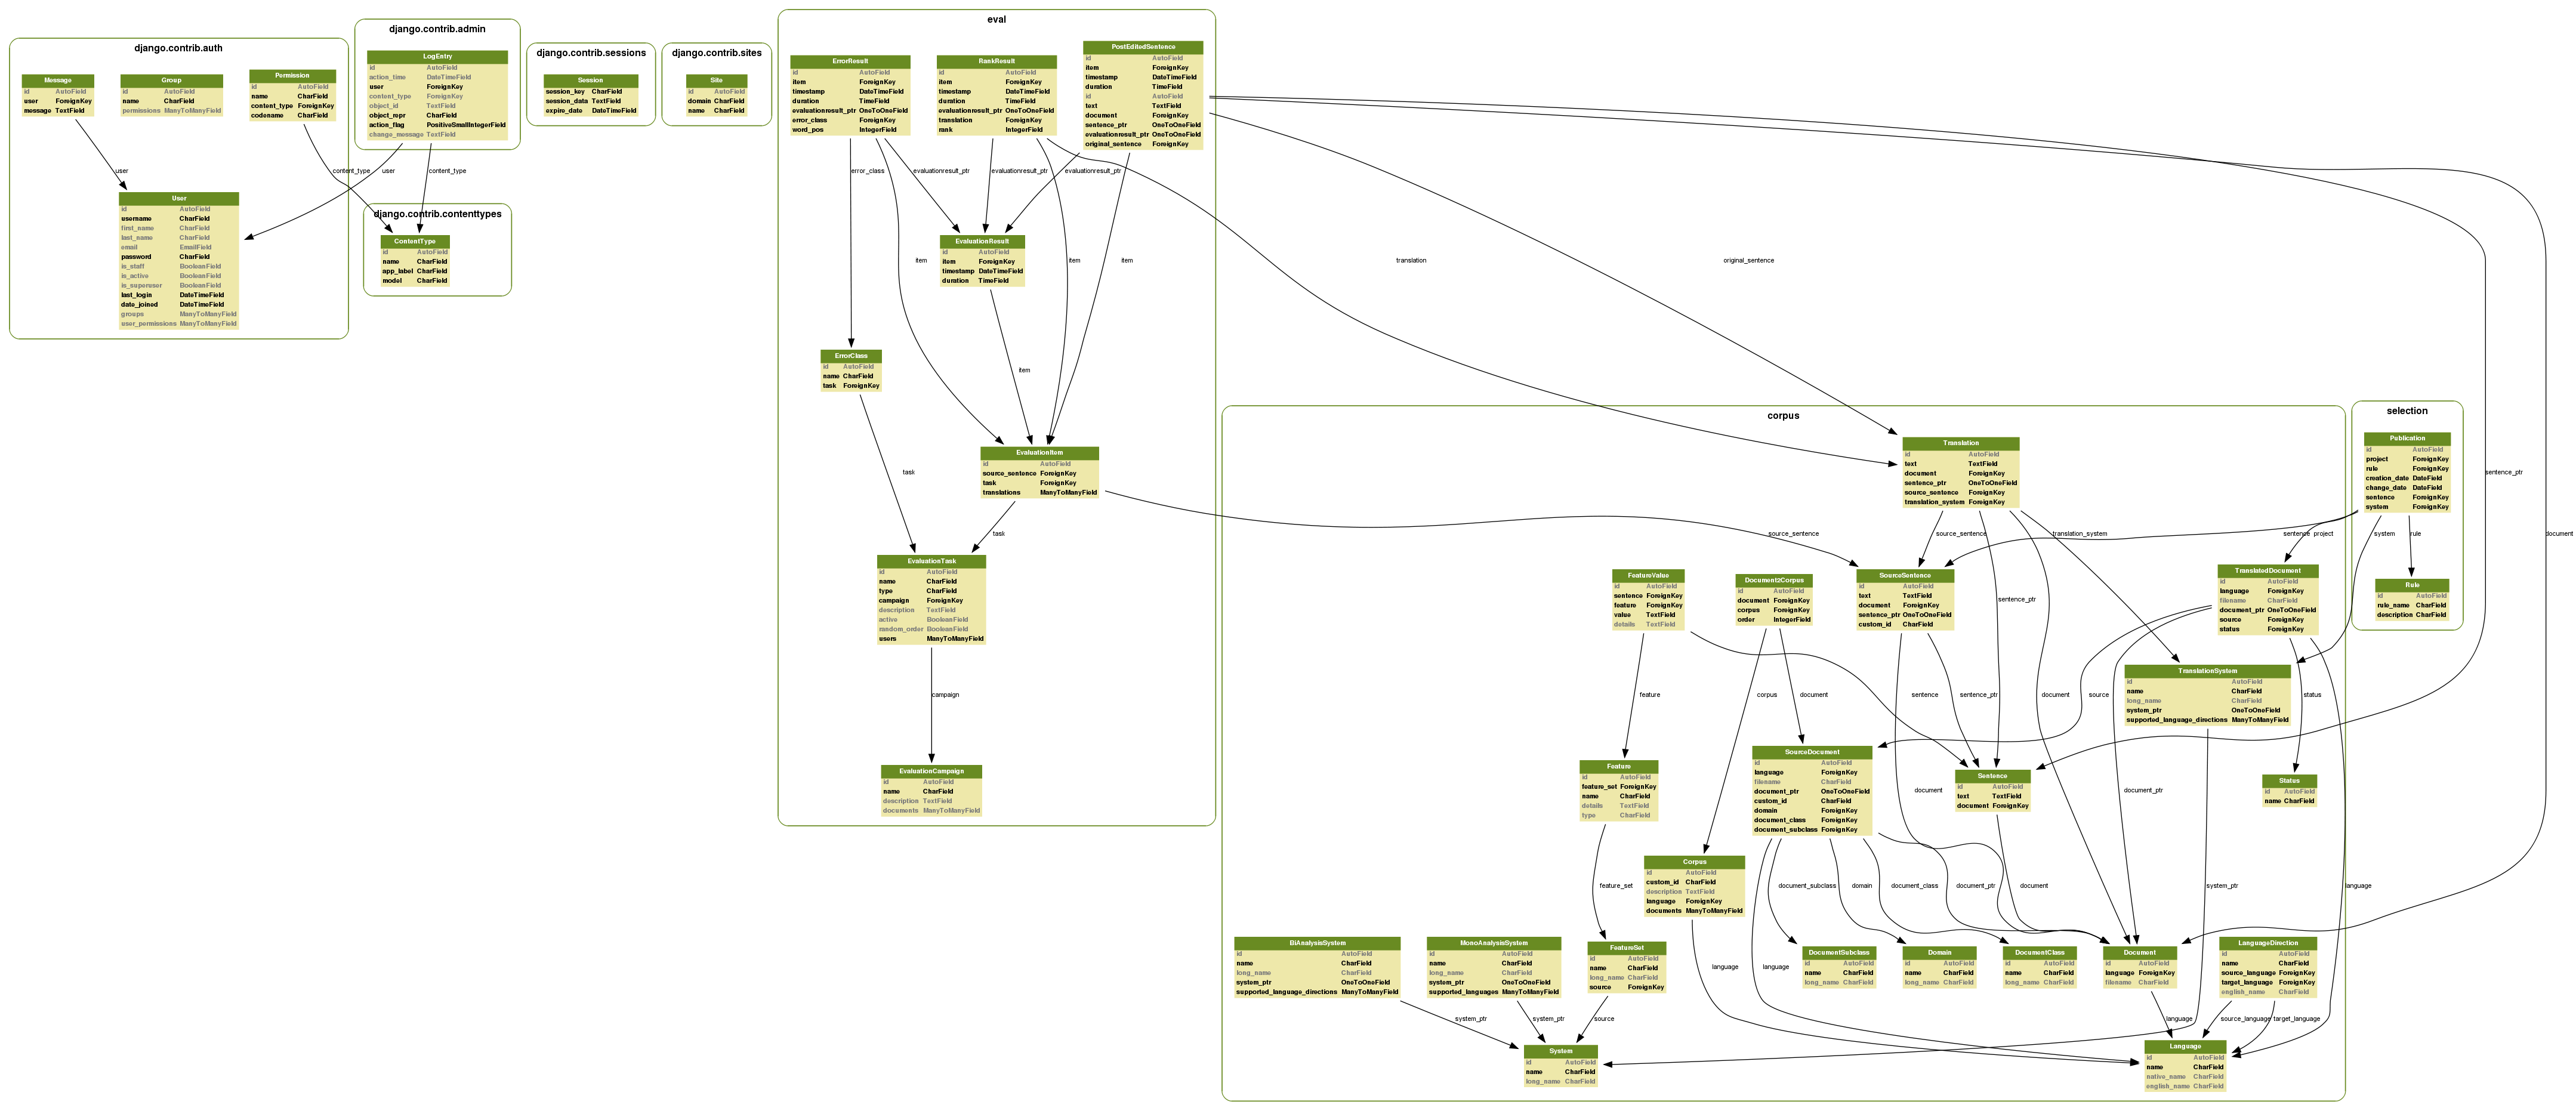 django.contrib.auth
Message
id AutoField
user ForeignKey
message TextField
Group
id AutoField
name CharField
permissions ManyToManyField
Permission
id AutoField
name CharField
content_type ForeignKey
codename CharField
user
content_type
User
id AutoField
username CharField
first_name CharField
last_name CharField
email EmailField
password CharField
is_staff BooleanField
is_active BooleanField
is_superuser BooleanField
last_login DateTimeField
date_joined DateTimeField
groups ManyToManyField
user_permissions ManyToManyField
django.contrib.admin
LogEntry
id AutoField
action_time DateTimeField
user ForeignKey
content_type ForeignKey
object_id TextField
object_repr CharField
action_flag PositiveSmallIntegerField
change_message TextField
user
content_type
django.contrib.contenttypes
ContentType
id AutoField
name CharField
app_label CharField
model CharField
django.contrib.sessions
Session
session_key CharField
session_data TextField
expire_date DateTimeField
django.contrib.sites
Site
id AutoField
domain CharField
name CharField
eval
ErrorResult
id AutoField
item ForeignKey
timestamp DateTimeField
duration TimeField
evaluationresult_ptr OneToOneField
error_class ForeignKey
word_pos IntegerField
RankResult
id AutoField
item ForeignKey
timestamp DateTimeField
duration TimeField
evaluationresult_ptr OneToOneField
translation ForeignKey
rank IntegerField
PostEditedSentence
id AutoField
item ForeignKey
timestamp DateTimeField
duration TimeField
id AutoField
text TextField
document ForeignKey
sentence_ptr OneToOneField
evaluationresult_ptr OneToOneField
original_sentence ForeignKey
error_class
evaluationresult_ptr
evaluationresult_ptr
evaluationresult_ptr
EvaluationResult
id AutoField
item ForeignKey
timestamp DateTimeField
duration TimeField
item
item
item
translation
original_sentence
ErrorClass
id AutoField
name CharField
task ForeignKey
item
EvaluationItem
id AutoField
source_sentence ForeignKey
task ForeignKey
translations ManyToManyField
task
task
source_sentence
EvaluationTask
id AutoField
name CharField
type CharField
campaign ForeignKey
description TextField
active BooleanField
random_order BooleanField
users ManyToManyField
campaign
EvaluationCampaign
id AutoField
name CharField
description TextField
documents ManyToManyField
corpus
Translation
id AutoField
text TextField
document ForeignKey
sentence_ptr OneToOneField
source_sentence ForeignKey
translation_system ForeignKey
source_sentence
translation_system
sentence_ptr
document
selection
Publication
id AutoField
project ForeignKey
rule ForeignKey
creation_date DateField
change_date DateField
sentence ForeignKey
system ForeignKey
sentence
project
system
rule
sentence_ptr
document
Rule
id AutoField
rule_name CharField
description CharField
FeatureValue
id AutoField
sentence ForeignKey
feature ForeignKey
value TextField
details TextField
Document2Corpus
id AutoField
document ForeignKey
corpus ForeignKey
order IntegerField
SourceSentence
id AutoField
text TextField
document ForeignKey
sentence_ptr OneToOneField
custom_id CharField
TranslatedDocument
id AutoField
language ForeignKey
filename CharField
document_ptr OneToOneField
source ForeignKey
status ForeignKey
TranslationSystem
id AutoField
name CharField
long_name CharField
system_ptr OneToOneField
supported_language_directions ManyToManyField
feature
corpus
document
sentence
sentence_ptr
source
status
SourceDocument
id AutoField
language ForeignKey
filename CharField
document_ptr OneToOneField
custom_id CharField
domain ForeignKey
document_class ForeignKey
document_subclass ForeignKey
Feature
id AutoField
feature_set ForeignKey
name CharField
details TextField
type CharField
Sentence
id AutoField
text TextField
document ForeignKey
Status
id AutoField
name CharField
document
document_ptr
Corpus
id AutoField
custom_id CharField
description TextField
language ForeignKey
documents ManyToManyField
feature_set
document_subclass
domain
document_class
document_ptr
document
system_ptr
language
BiAnalysisSystem
id AutoField
name CharField
long_name CharField
system_ptr OneToOneField
supported_language_directions ManyToManyField
MonoAnalysisSystem
id AutoField
name CharField
long_name CharField
system_ptr OneToOneField
supported_languages ManyToManyField
FeatureSet
id AutoField
name CharField
long_name CharField
source ForeignKey
language
language
DocumentSubclass
id AutoField
name CharField
long_name CharField
Domain
id AutoField
name CharField
long_name CharField
DocumentClass
id AutoField
name CharField
long_name CharField
Document
id AutoField
language ForeignKey
filename CharField
LanguageDirection
id AutoField
name CharField
source_language ForeignKey
target_language ForeignKey
english_name CharField
system_ptr
system_ptr
source
language
source_language
target_language
System
id AutoField
name CharField
long_name CharField
Language
id AutoField
name CharField
native_name CharField
english_name CharField